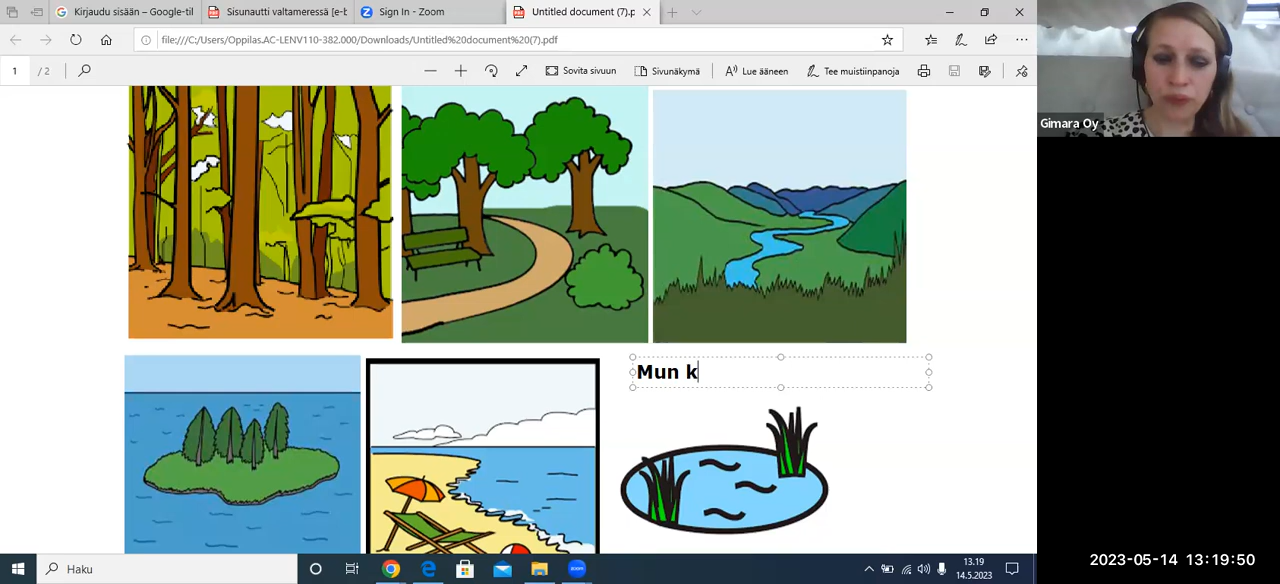 Kirjaudu sisään – Google-til
Sisunautti valtameressä [e-b
Sign In - Zoom
Untitled document (7).p
file:///C:/Users/Oppilas.AC-LENV110-382.000/Downloads/Untitled%20document%20(7).pdf
1 / 2
Sovita sivuun
Sivunäkymä
Lue ääneen
Tee muistiinpanoja
Gimara Oy
Mun k
Haku
zoom
13.19
14.5.2023
2023-05-14 13:19:50